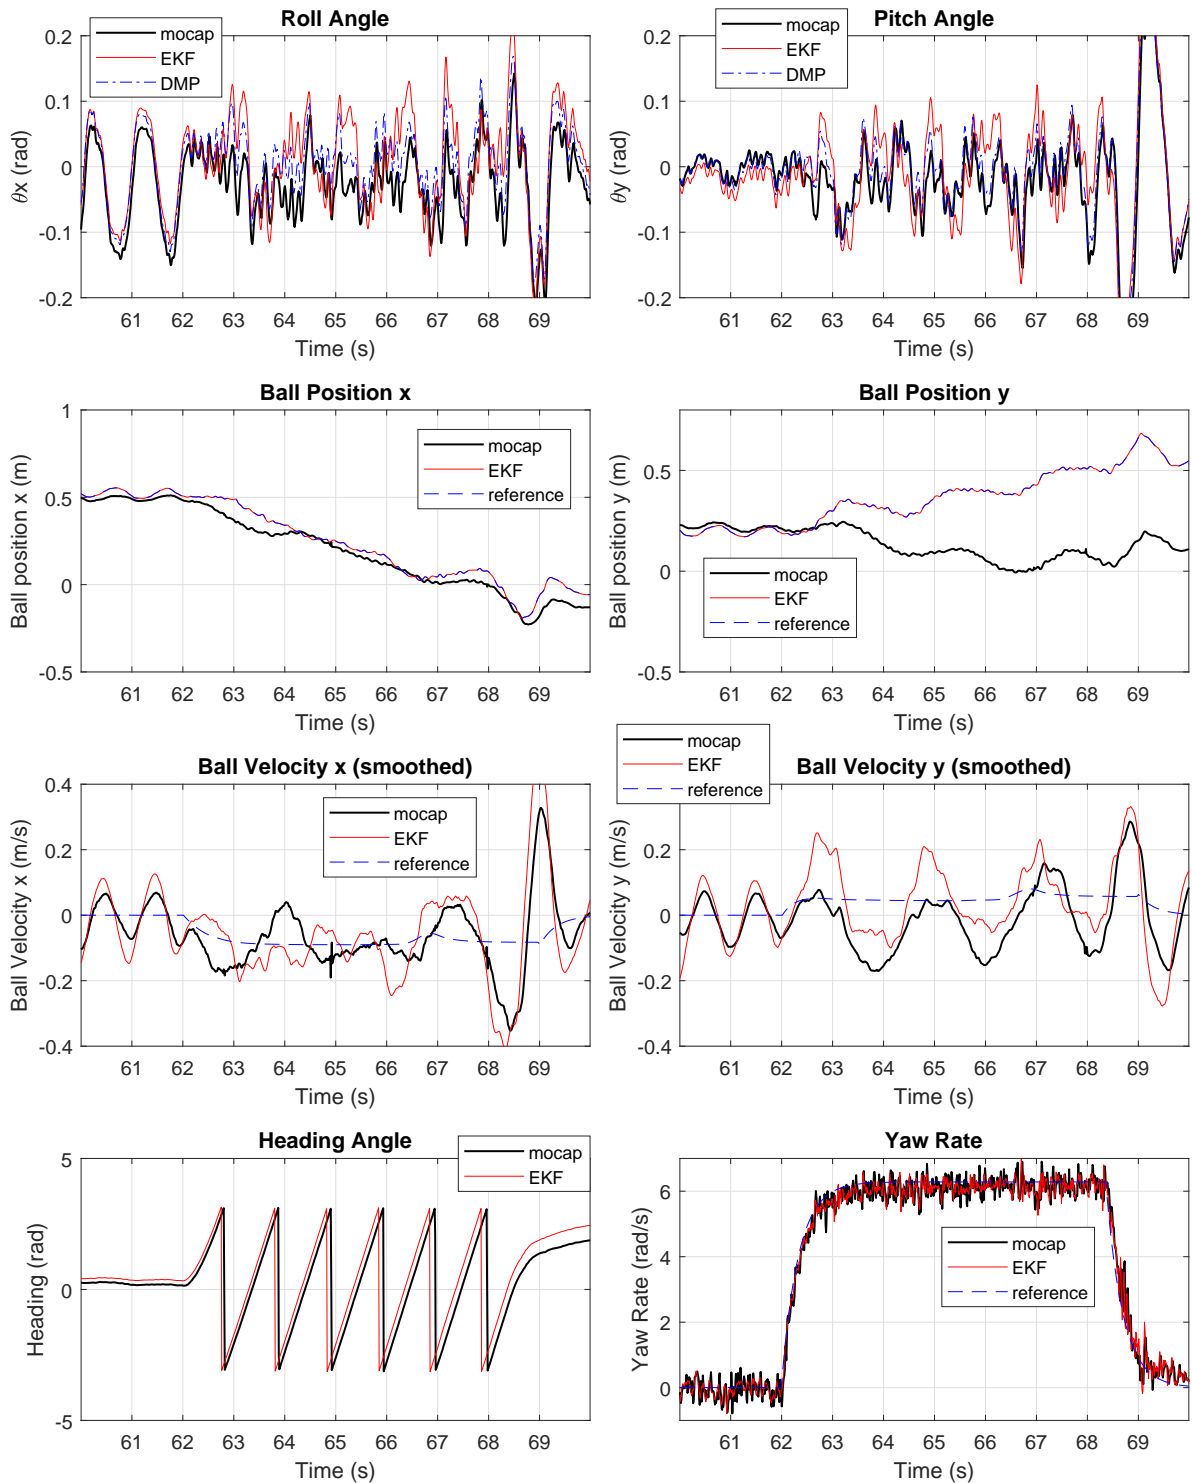 Roll Angle
mocap
EKF
DMP
0.2
0.1
0
-0.1
-0.2
θx (rad)
61 62 63 64 65 66 67 68 69
Time (s)
Pitch Angle
mocap
EKF
DMP
0.2
0.1
0
-0.1
-0.2
θy (rad)
61 62 63 64 65 66 67 68 69
Time (s)
Ball Position x
mocap
EKF
reference
1
0.5
0
-0.5
Ball position x (m)
61 62 63 64 65 66 67 68 69
Time (s)
Ball Position y
mocap
EKF
reference
0.5
0
-0.5
Ball position y (m)
61 62 63 64 65 66 67 68 69
Time (s)
Ball Velocity x (smoothed)
mocap
EKF
reference
0.4
0.2
0
-0.2
-0.4
Ball Velocity x (m/s)
61 62 63 64 65 66 67 68 69
Time (s)
Ball Velocity y (smoothed)
mocap
EKF
reference
0.4
0.2
0
-0.2
-0.4
Ball Velocity y (m/s)
61 62 63 64 65 66 67 68 69
Time (s)
Heading Angle
mocap
EKF
5
0
-5
Heading (rad)
61 62 63 64 65 66 67 68 69
Time (s)
Yaw Rate
mocap
EKF
reference
6
4
2
0
Yaw Rate (rad/s)
61 62 63 64 65 66 67 68 69
Time (s)